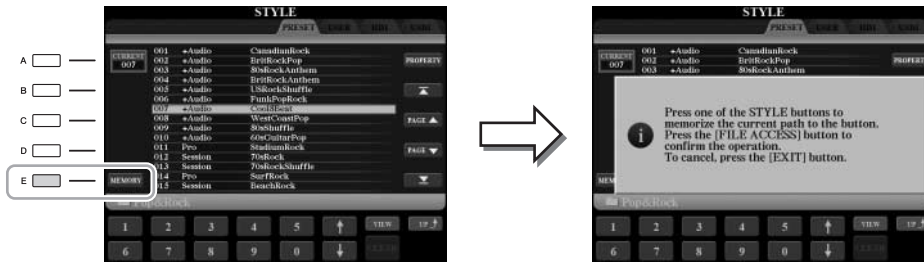 STYLE
PRESET USER
CURRENT
007
001 +Audio CanadianRock
002 +Audio BritRockPop
003 +Audio 80sRockAnthem
004 +Audio BritRockAnthem
005 +Audio USRockShuffle
006 +Audio FunkPopRock
007 +Audio Cool8Beat
008 +Audio WestCoastPop
009 +Audio 80sShuffle
010 +Audio 60sGuitarPop
011 Pro StadiumRock
012 Session 70sRock
013 Session 70sRockShuffle
014 Pro SurfRock
015 Session BeachRock
PROPERTY
PAGE
PAGE
A
B
C
D
E
MEMORY
Pop&Rock
1 2 3 4 5 VIEW UP
6 7 8 9 0
STYLE
PRESET USER
CURRENT
007
001 +Audio CanadianRock
002 +Audio BritRockPop
003 +Audio 80sRockAnthem
Press one of the STYLE buttons to
memorize the current path to the button.
Press the [FILE ACCESS] button to
confirm the operation.
To cancel, press the [EXIT] button.
Pop&Rock
1 2 3 4 5 VIEW UP
6 7 8 9 0